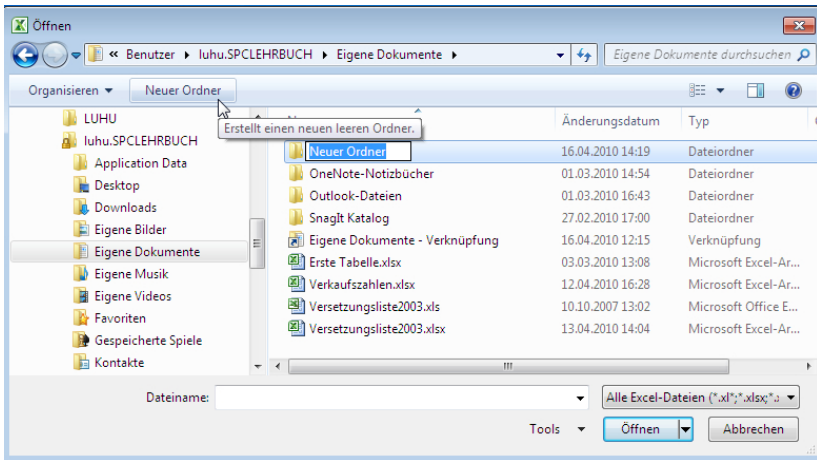 Öffnen
« Benutzer luhu.SPCLEHRBUCH Eigene Dokumente
Eigene Dokumente durchsuchen
Organisieren Neuer Ordner
LUHU
luhu.SPCLEHRBUCH
Application Data
Desktop
Downloads
Eigene Bilder
Eigene Dokumente
Eigene Musik
Eigene Videos
Favoriten
Gespeicherte Spiele
Kontakte
Erstellt einen neuen leeren Ordner.
Änderungsdatum Typ
Neuer Ordner 16.04.2010 14:19 Dateiordner
OneNote-Notizbücher 01.03.2010 14:54 Dateiordner
Outlook-Dateien 01.03.2010 16:43 Dateiordner
SnagIt Katalog 27.02.2010 17:00 Dateiordner
Eigene Dokumente - Verknüpfung 16.04.2010 12:15 Verknüpfung
Erste Tabelle.xlsx 03.03.2010 13:08 Microsoft Excel-Ar...
Verkaufszahlen.xlsx 12.04.2010 16:28 Microsoft Excel-Ar...
Versetzungsliste2003.xls 10.10.2007 13:02 Microsoft Office E...
Versetzungsliste2003.xlsx 13.04.2010 14:04 Microsoft Excel-Ar...
Dateiname:
Alle Excel-Dateien (*.xl*;*.xlsx;*.:
Tools Öffnen Abbrechen